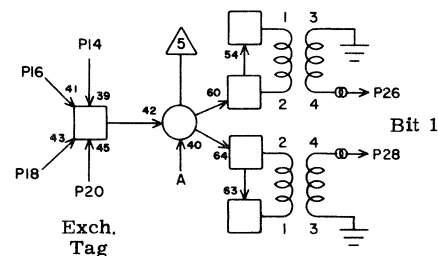 5
1 3
54
P14
P16
41 39
60
2 4
P26
42
Bit 1
43 45
40
64
2 4
P28
P18
P20
A
63
1 3
Exch.
Tag